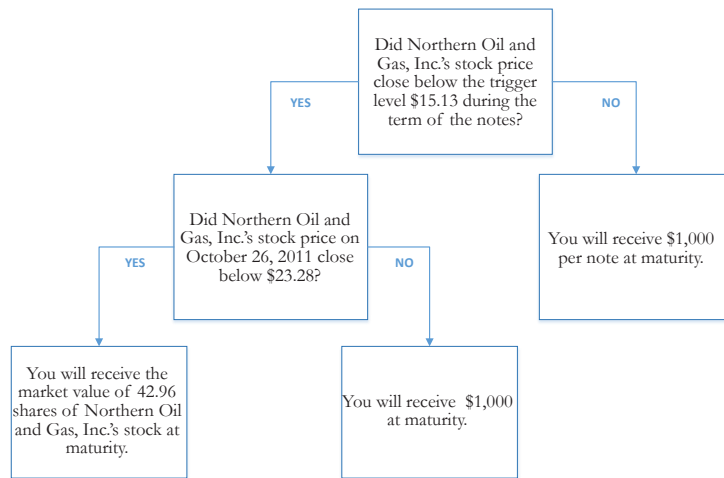 Did Northern Oil and
Gas, Inc.'s stock price
close below the trigger
level $15.13 during the
term of the notes?
YES
NO
Did Northern Oil and
Gas, Inc.'s stock price on
October 26, 2011 close
below $23.28?
You will receive $1,000
per note at maturity.
YES
NO
You will receive the
market value of 42.96
shares of Northern Oil
and Gas, Inc.'s stock at
maturity.
You will receive $1,000
at maturity.